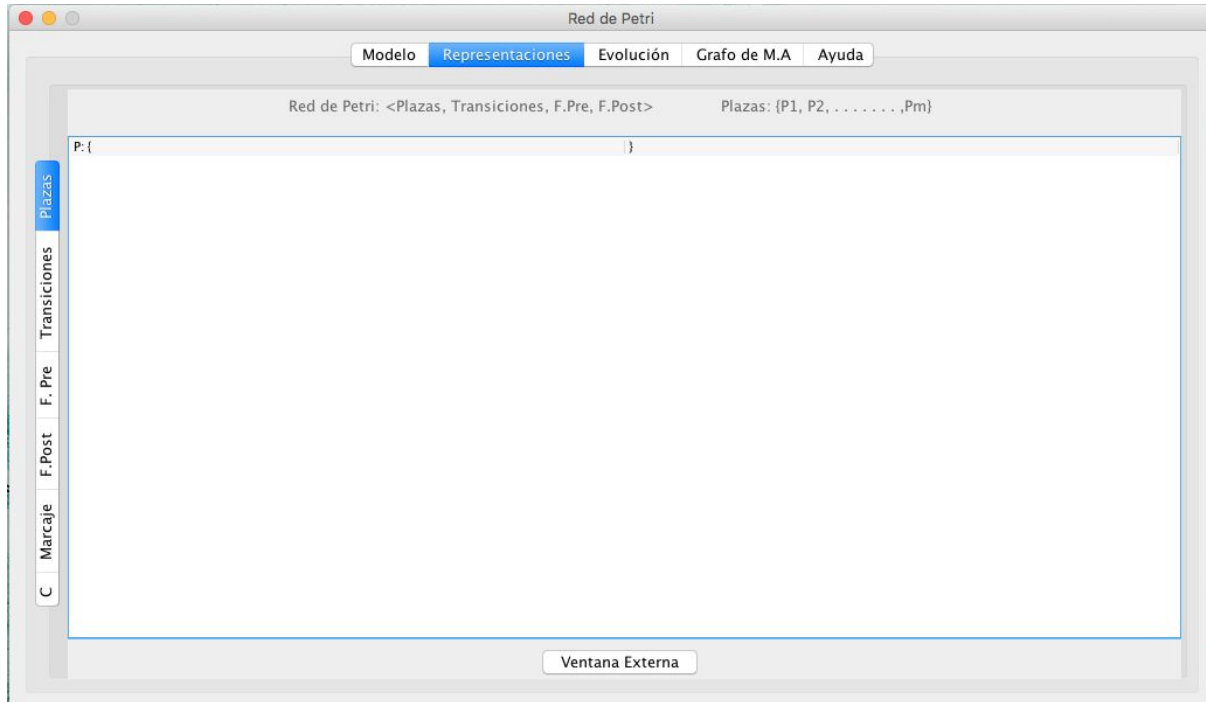 Red de Petri
Modelo Representaciones Evolución Grafo de M.A Ayuda
Red de Petri: <Plazas, Transiciones, F.Pre, F.Post> Plazas: {P1, P2, . . . . . . . ,Pm}
P: { }
Plazas
Transiciones
F. Pre
F.Post
Marcaje
C
Ventana Externa